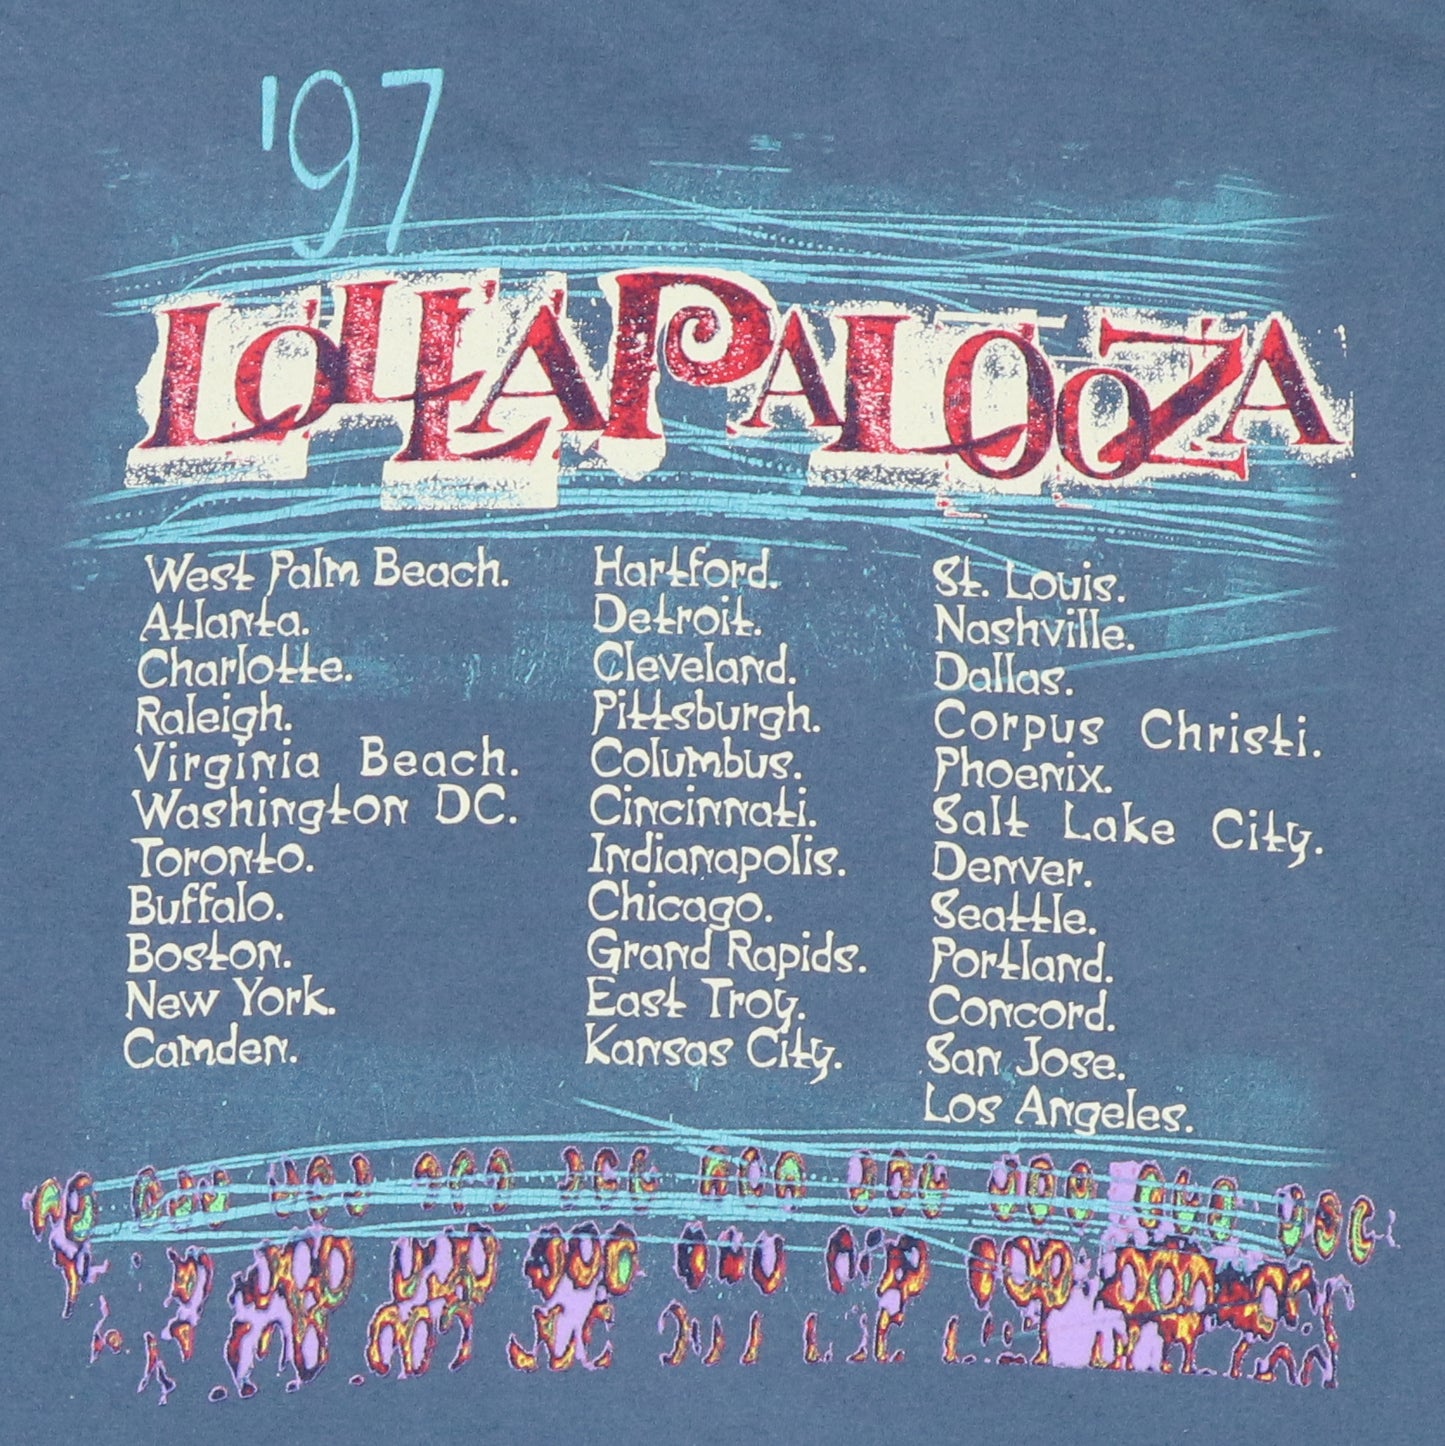 '97
LOLLAPALOOZA
West Palm Beach.
Atlanta.
Charlotte.
Raleigh.
Virginia Beach.
Washington DC.
Toronto.
Buffalo.
Boston.
New York.
Camden.
Hartford.
Detroit.
Cleveland.
Pittsburgh.
Columbus.
Cincinnati.
Indianapolis.
Chicago.
Grand Rapids.
East Troy.
Kansas City.
St. Louis.
Nashville.
Dallas.
Corpus Christi.
Phoenix.
Salt Lake City.
Denver.
Seattle.
Portland.
Concord.
San Jose.
Los Angeles.